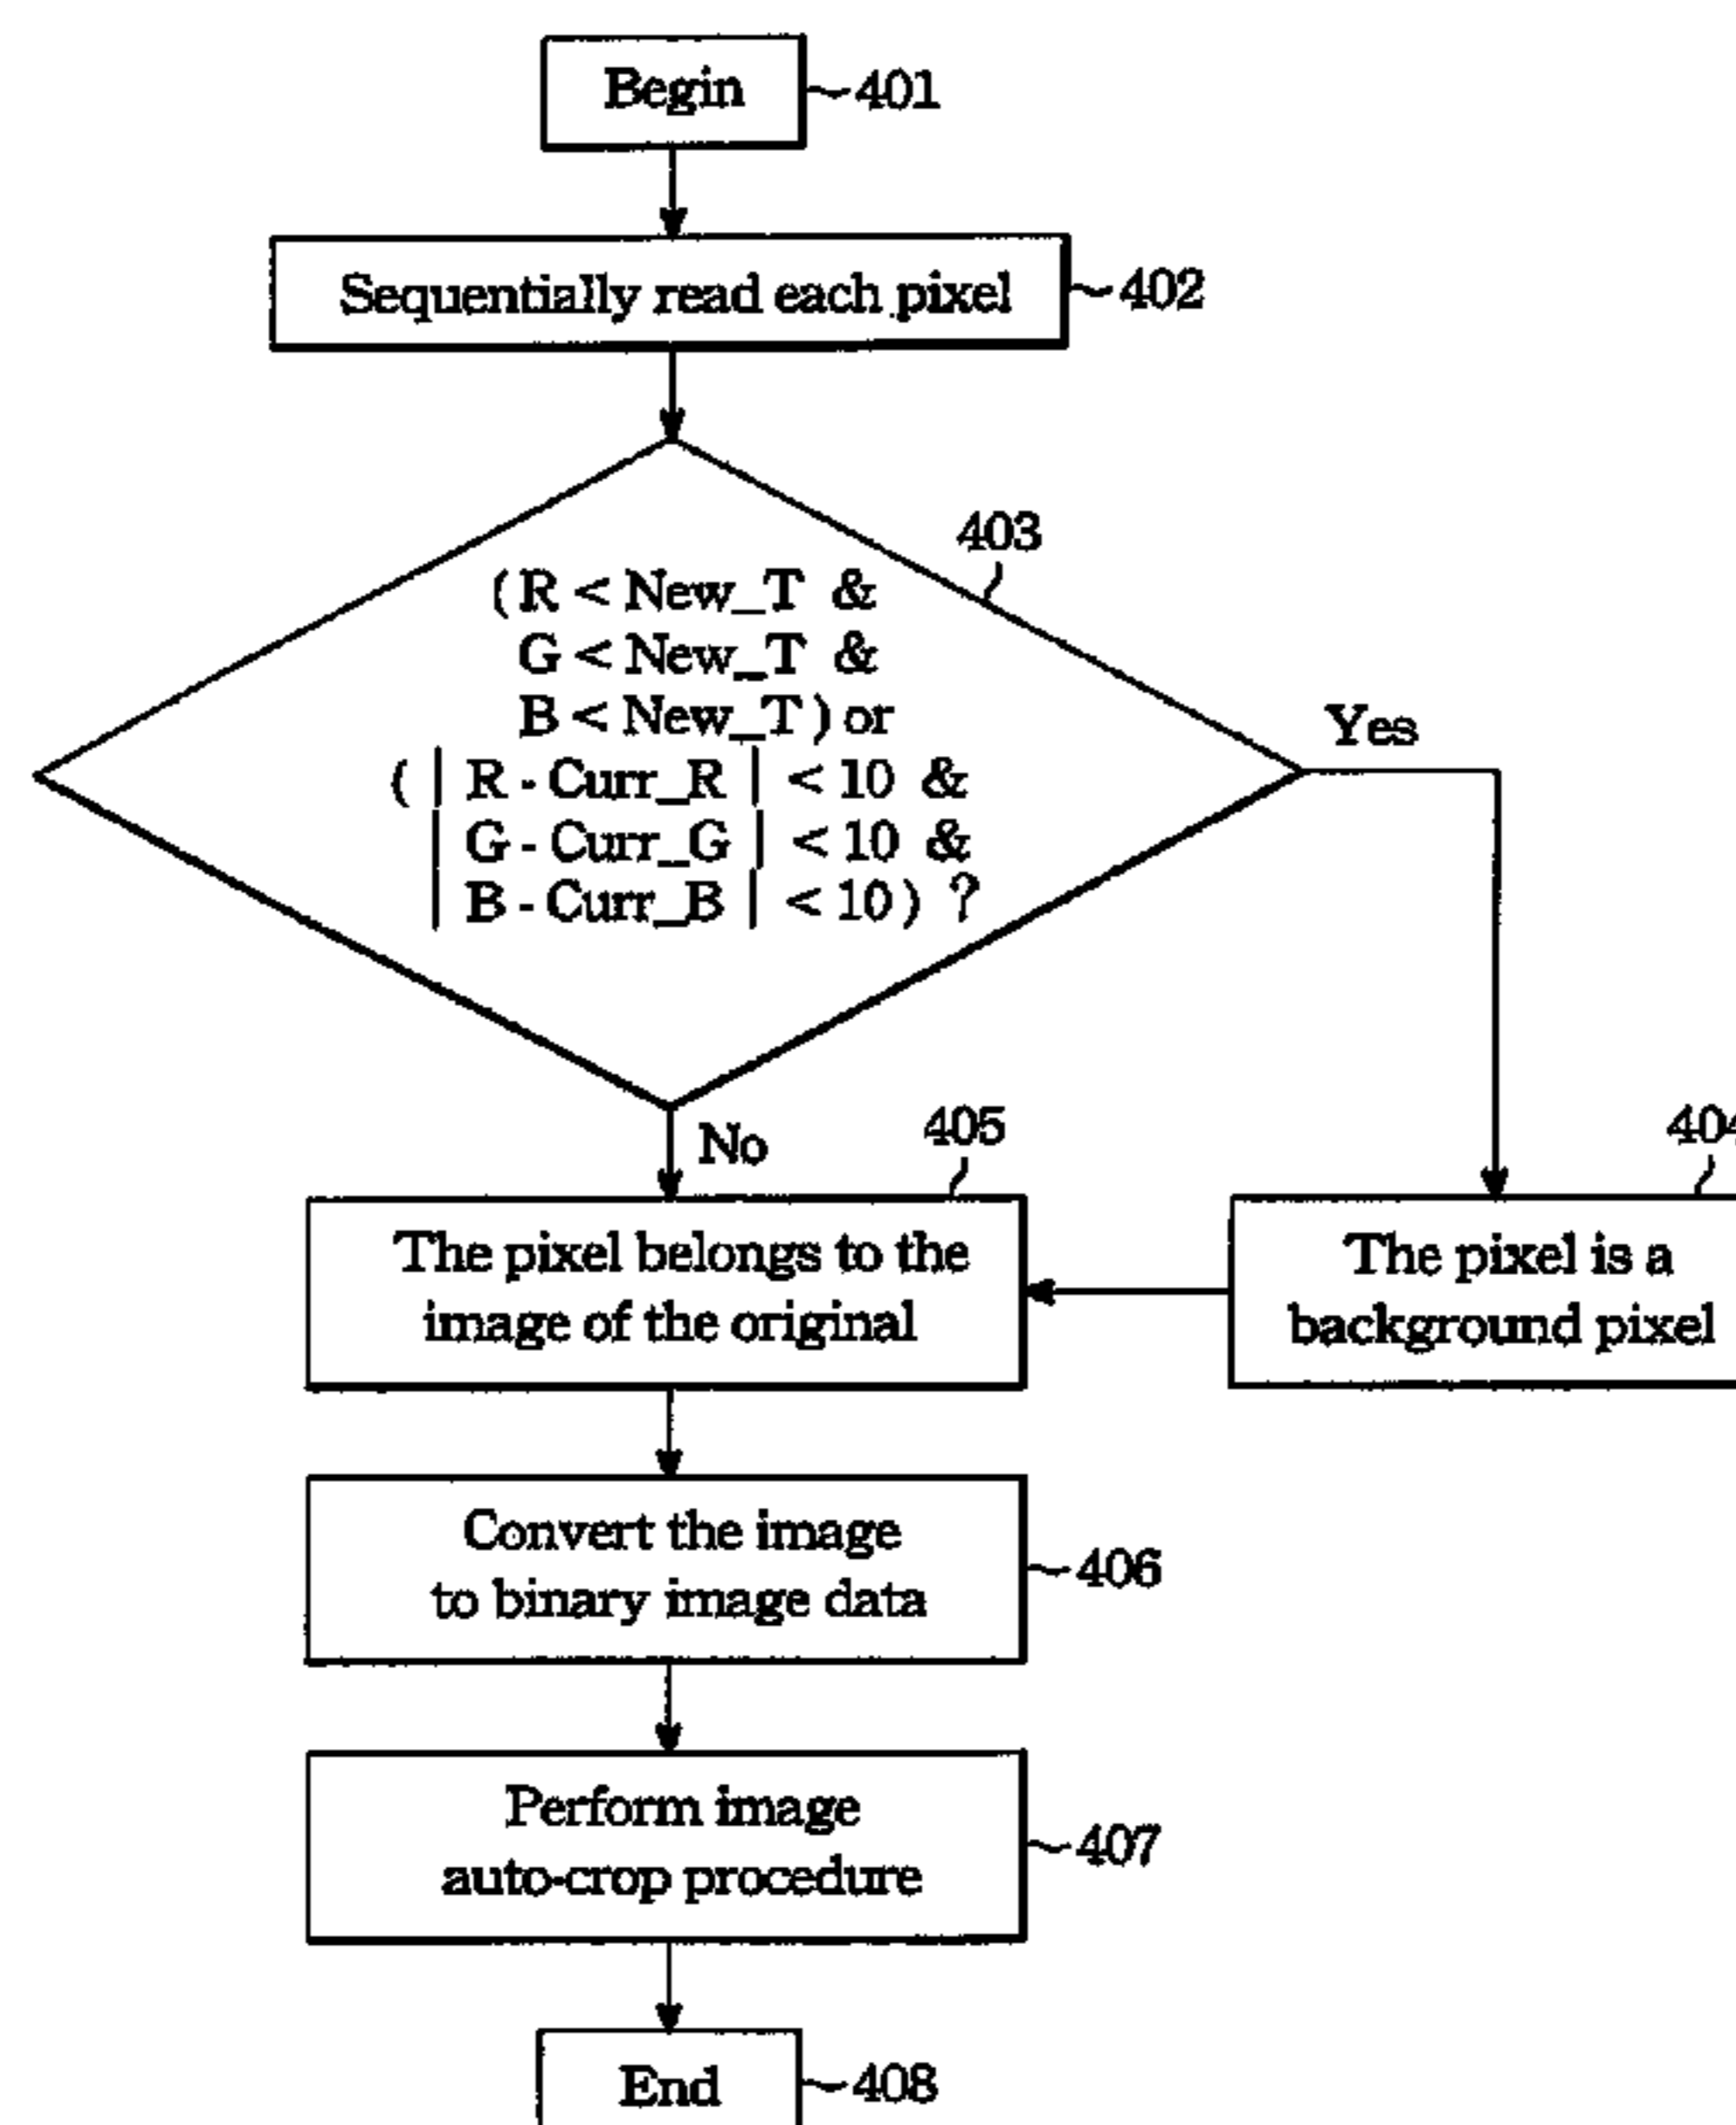 Begin
401
Sequentially read each pixel
402
403
( R < New_T &
G < New_T &
B < New_T ) or
( | R - Curr_R | < 10 &
| G - Curr_G | < 10 &
| B - Curr_B | < 10 ) ?
Yes
No
405
The pixel belongs to the
image of the original
404
The pixel is a
background pixel
Convert the image
to binary image data
406
Perform image
auto-crop procedure
407
End
408